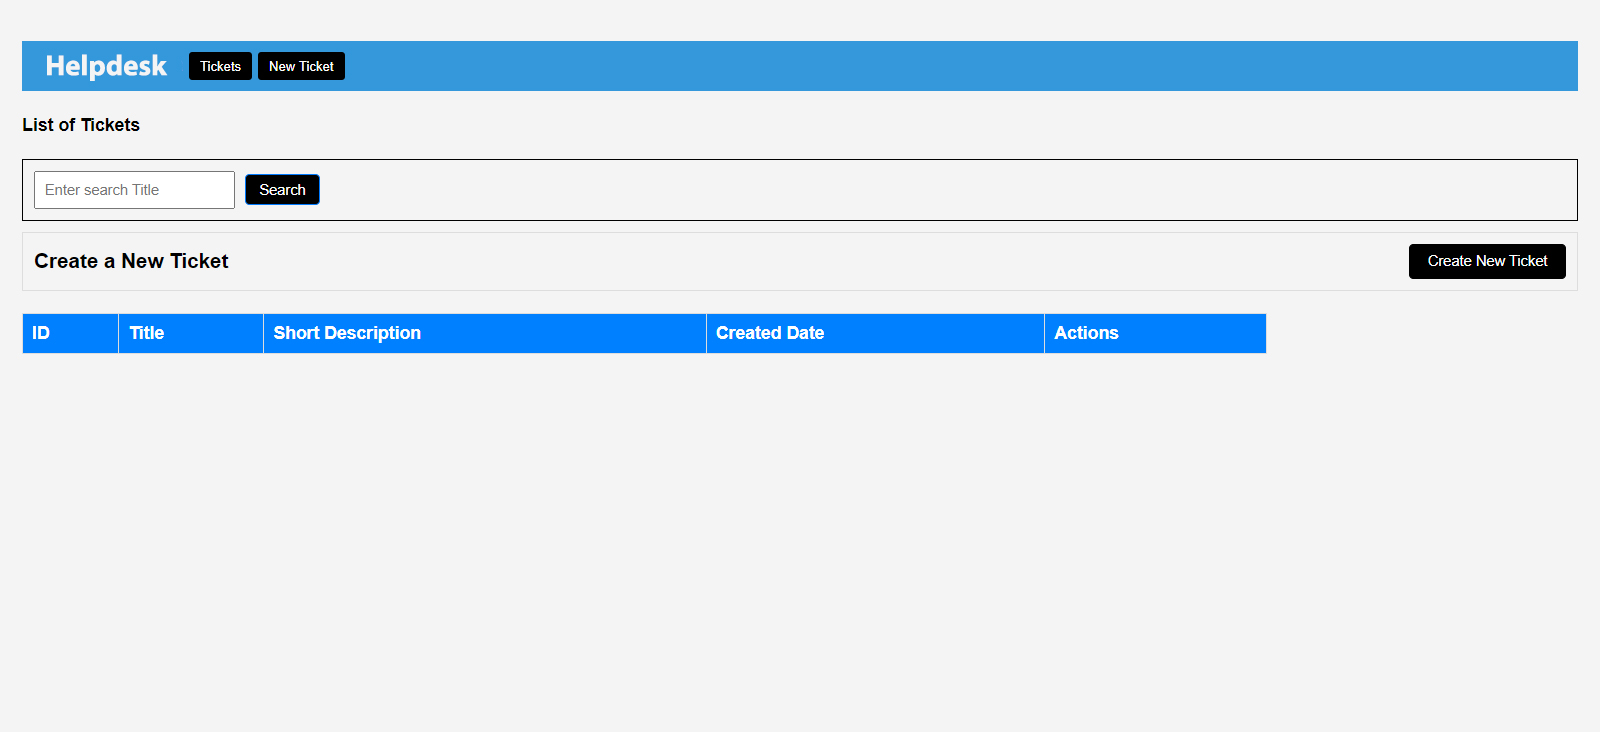 Helpdesk Tickets New Ticket
List of Tickets
Enter search Title Search
Create a New Ticket Create New Ticket
ID Title Short Description Created Date Actions